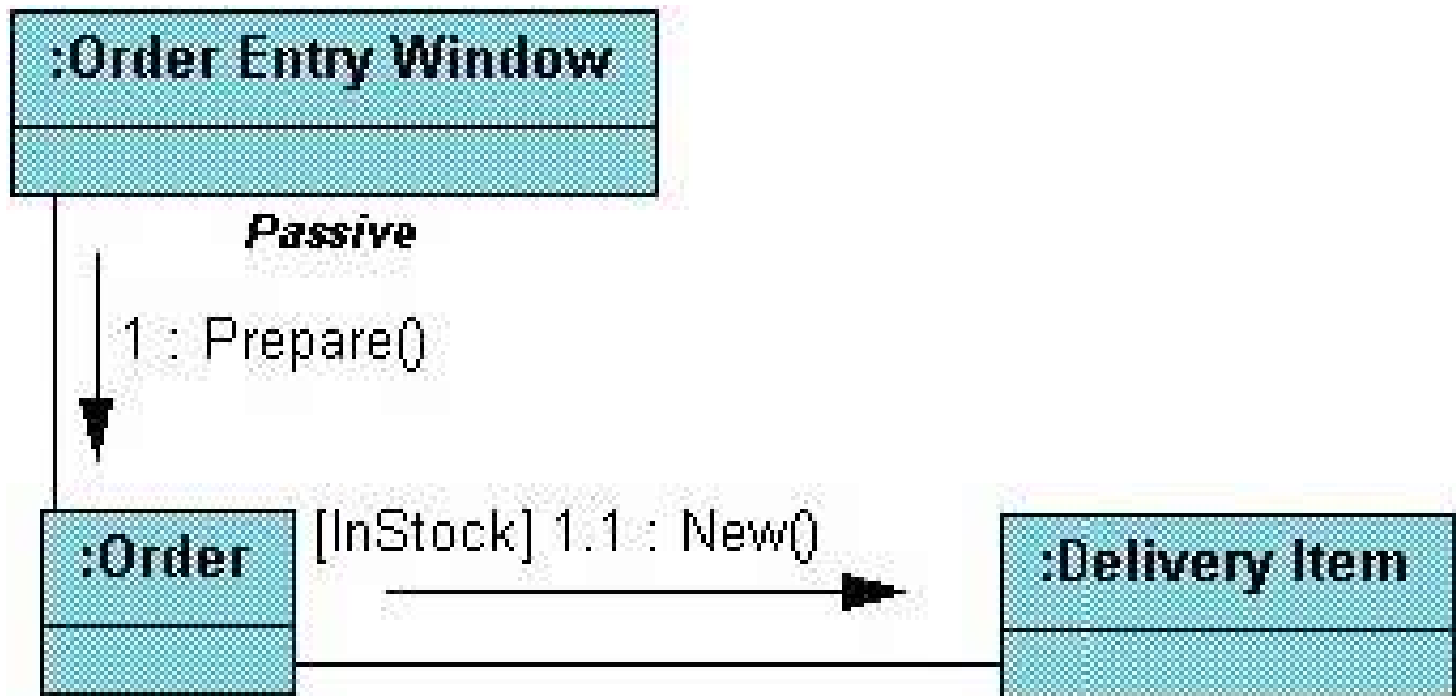 :Order Entry Window
Passive
1 : Prepare()
[InStock] 1.1 : New()
:Order
:Delivery Item